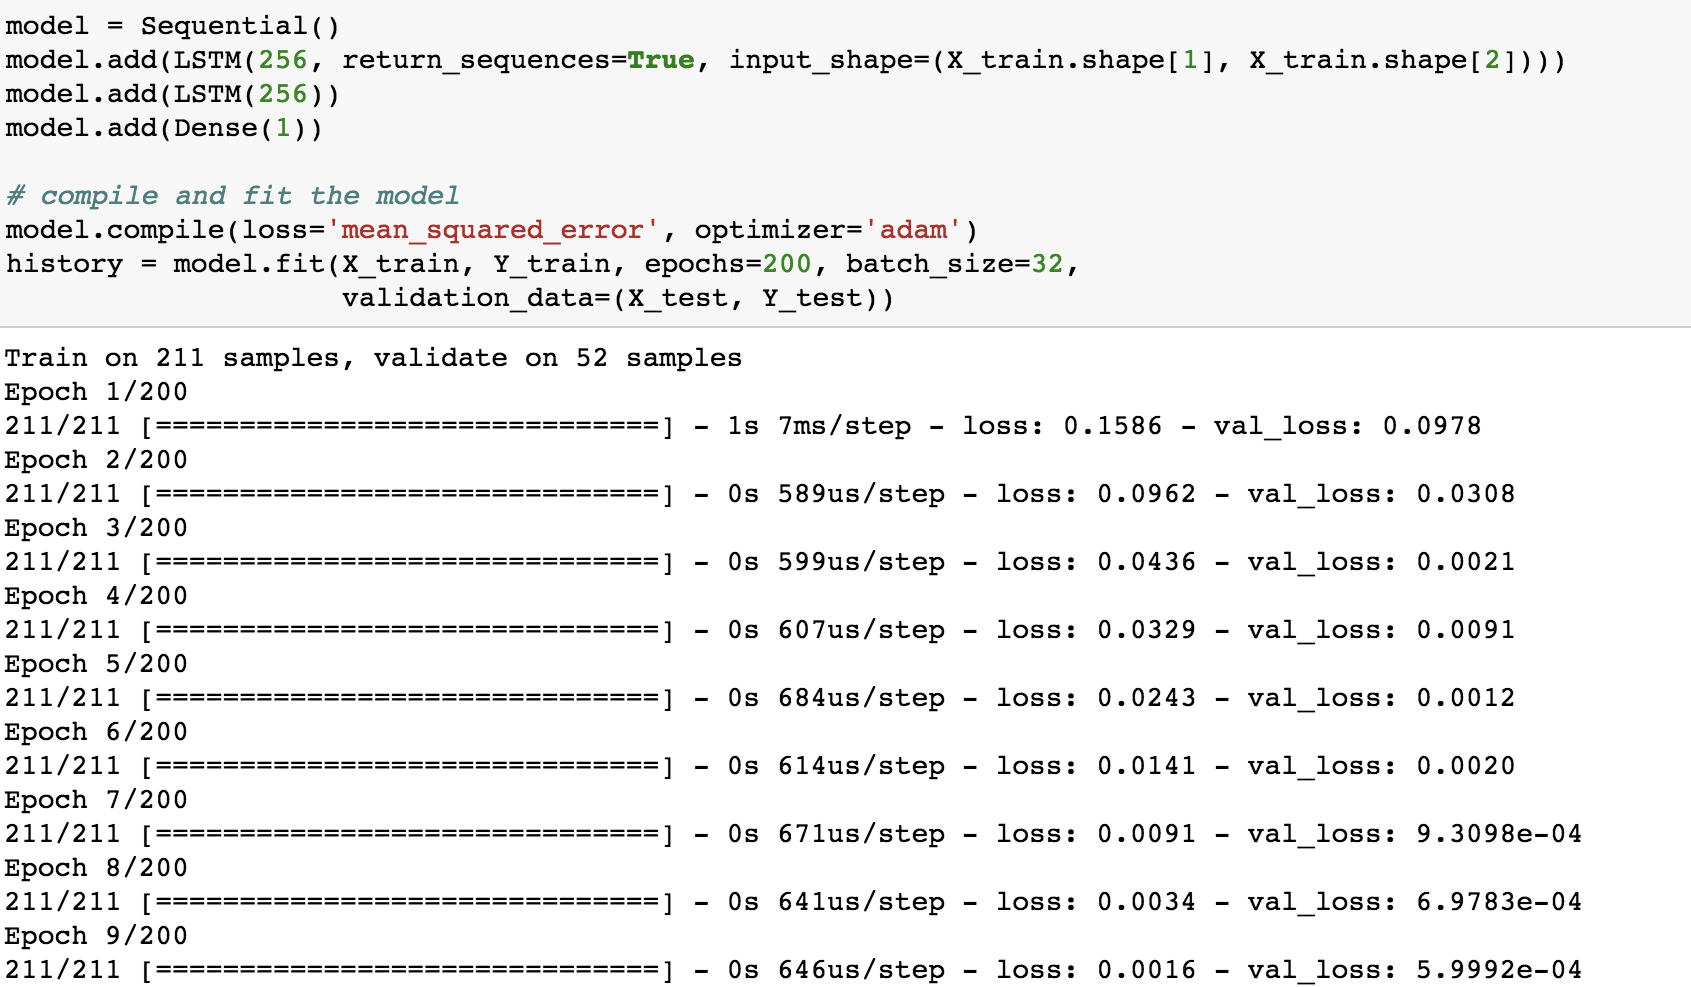 model = Sequential()
model.add(LSTM(256, return_sequences=True, input_shape=(X_train.shape[1], X_train.shape[2])))
model.add(LSTM(256))
model.add(Dense(1))
# compile and fit the model
model.compile(loss='mean_squared_error', optimizer='adam')
history = model.fit(X_train, Y_train, epochs=200, batch_size=32,
                    validation_data=(X_test, Y_test))
Train on 211 samples, validate on 52 samples
Epoch 1/200
211/211 [==============================] - 1s 7ms/step - loss: 0.1586 - val_loss: 0.0978
Epoch 2/200
211/211 [==============================] - 0s 589us/step - loss: 0.0962 - val_loss: 0.0308
Epoch 3/200
211/211 [==============================] - 0s 599us/step - loss: 0.0436 - val_loss: 0.0021
Epoch 4/200
211/211 [==============================] - 0s 607us/step - loss: 0.0329 - val_loss: 0.0091
Epoch 5/200
211/211 [==============================] - 0s 684us/step - loss: 0.0243 - val_loss: 0.0012
Epoch 6/200
211/211 [==============================] - 0s 614us/step - loss: 0.0141 - val_loss: 0.0020
Epoch 7/200
211/211 [==============================] - 0s 671us/step - loss: 0.0091 - val_loss: 9.3098e-04
Epoch 8/200
211/211 [==============================] - 0s 641us/step - loss: 0.0034 - val_loss: 6.9783e-04
Epoch 9/200
211/211 [==============================] - 0s 646us/step - loss: 0.0016 - val_loss: 5.9992e-04